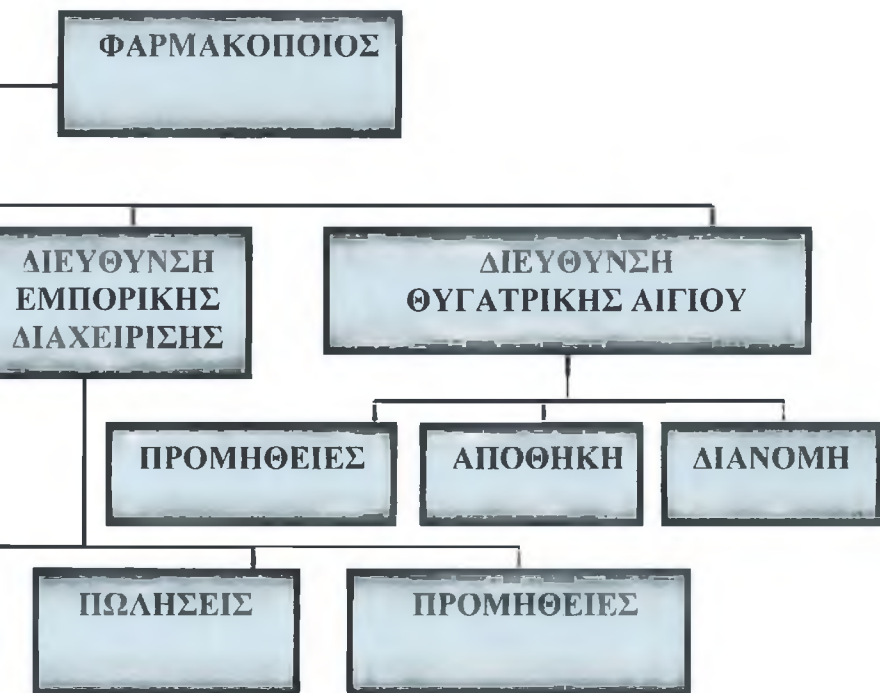 ΦΑΡΜΑΚΟΠΟΙΟΣ
ΔΙΕΥΘΥΝΣΗ
ΕΜΠΟΡΙΚΗΣ
ΔΙΑΧΕΙΡΙΣΗΣ
ΔΙΕΥΘΥΝΣΗ
ΘΥΓΑΤΡΙΚΗΣ ΑΙΓΙΟΥ
ΠΡΟΜΗΘΕΙΕΣ
ΑΠΟΘΗΚΗ
ΔΙΑΝΟΜΗ
ΠΩΛΗΣΕΙΣ
ΠΡΟΜΗΘΕΙΕΣ